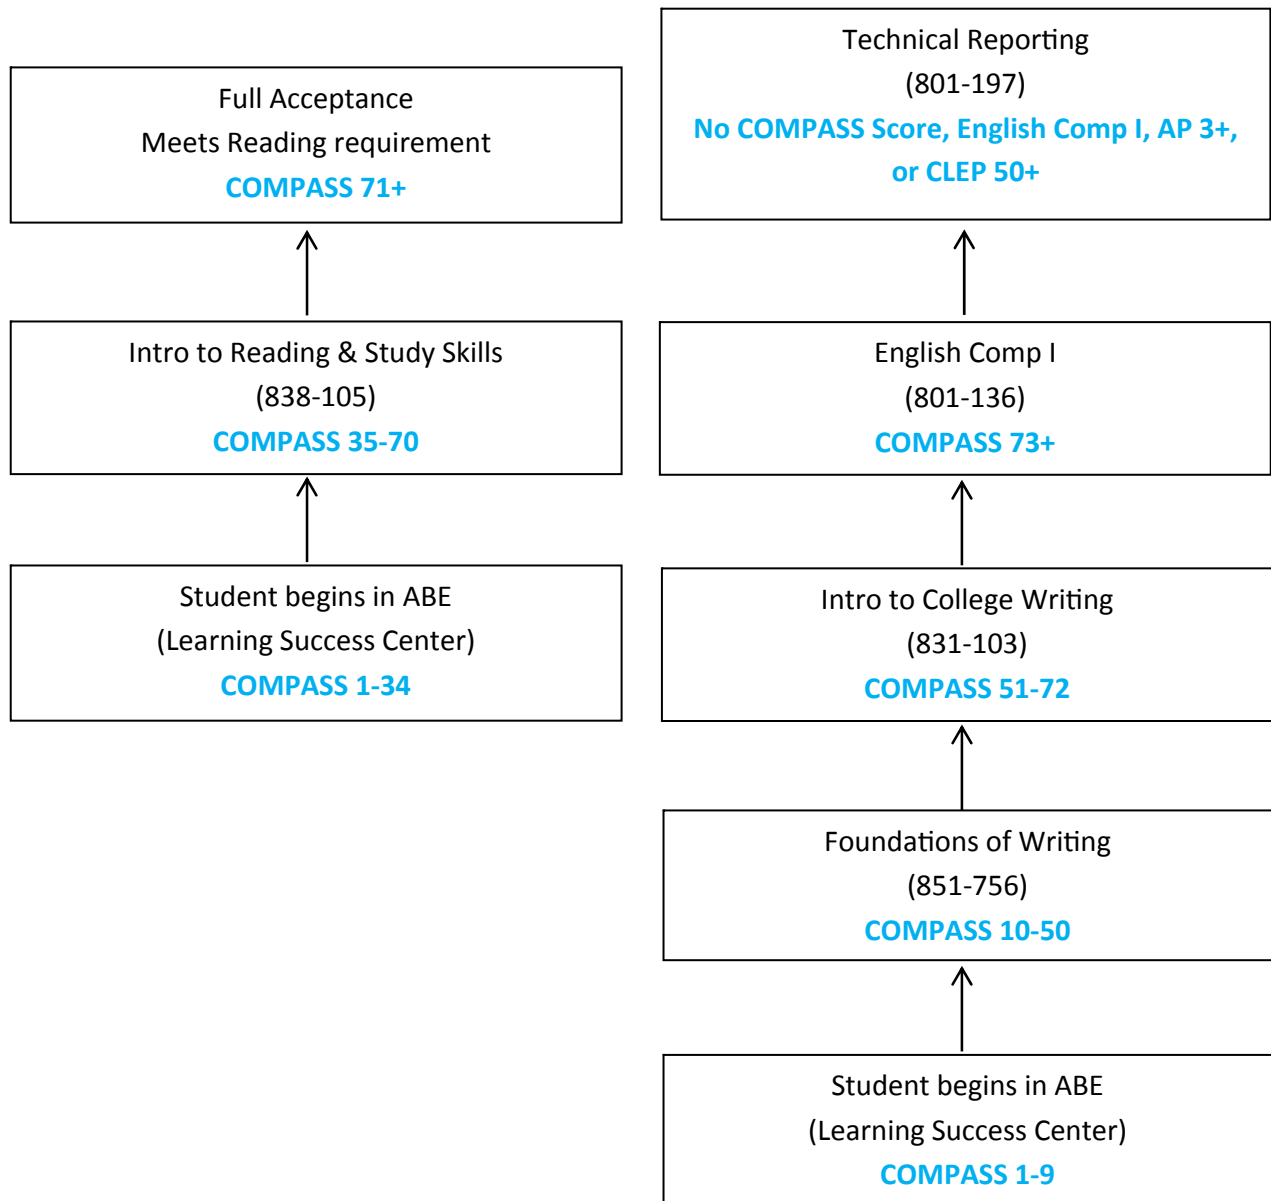 Full Acceptance
Meets Reading requirement
COMPASS 71+
Intro to Reading & Study Skills
(838-105)
COMPASS 35-70
Student begins in ABE
(Learning Success Center)
COMPASS 1-34
Technical Reporting
(801-197)
No COMPASS Score, English Comp I, AP 3+,
or CLEP 50+
English Comp I
(801-136)
COMPASS 73+
Intro to College Writing
(831-103)
COMPASS 51-72
Foundations of Writing
(851-756)
COMPASS 10-50
Student begins in ABE
(Learning Success Center)
COMPASS 1-9